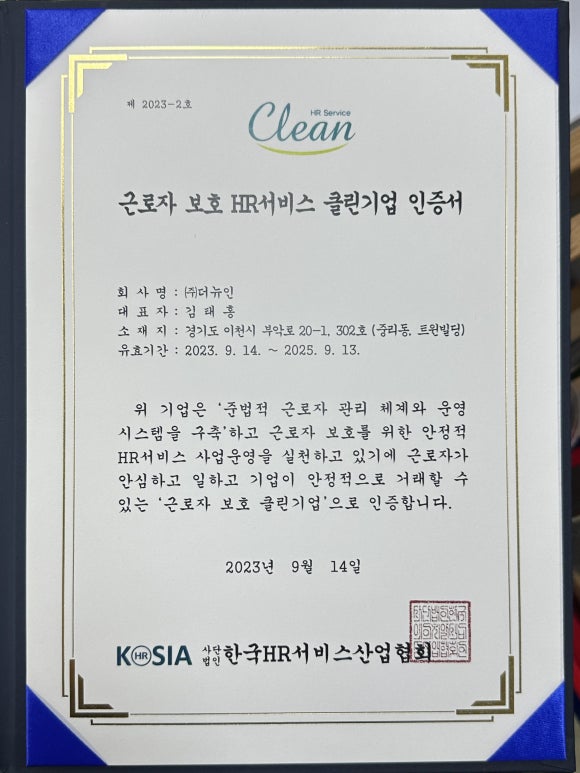 제 2023-2호
HR Service
Clean
근로자 보호 HR서비스 클린기업 인증서
회 사 명 : ㈜더뉴인
대 표 자 : 김 태 홍
소 재 지 : 경기도 이천시 부악로 20-1, 302호 (중리동, 트윈빌딩)
유효기간 : 2023. 9. 14. ~ 2025. 9. 13.
위 기업은 '준법적 근로자 관리 체계와 운영
시스템을 구축'하고 근로자 보호를 위한 안정적
HR서비스 사업운영을 실천하고 있기에 근로자가
안심하고 일하고 기업이 안정적으로 거래할 수
있는 '근로자 보호 클린기업'으로 인증합니다.
2023년 9월 14일
KHRSIA 사단법인 한국HR서비스산업협회